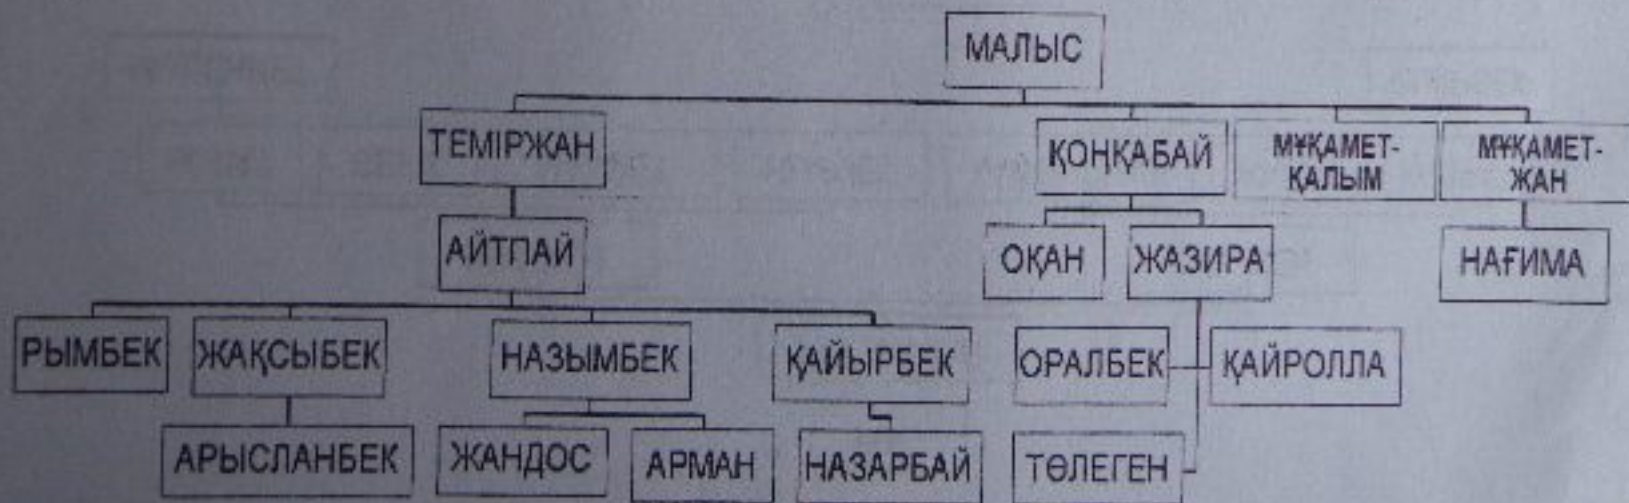 МАЛЫС
ТЕМІРЖАН
ҚОҢҚАБАЙ
МҰҚАМЕТ-
ҚАЛЫМ
МҰҚАМЕТ-
ЖАН
АЙТПАЙ
ОҚАН
ЖАЗИРА
НАҒИМА
РЫМБЕК
ЖАҚСЫБЕК
НАЗЫМБЕК
ҚАЙЫРБЕК
ОРАЛБЕК
ҚАЙРОЛЛА
АРЫСЛАНБЕК
ЖАНДОС
АРМАН
НАЗАРБАЙ
ТӨЛЕГЕН